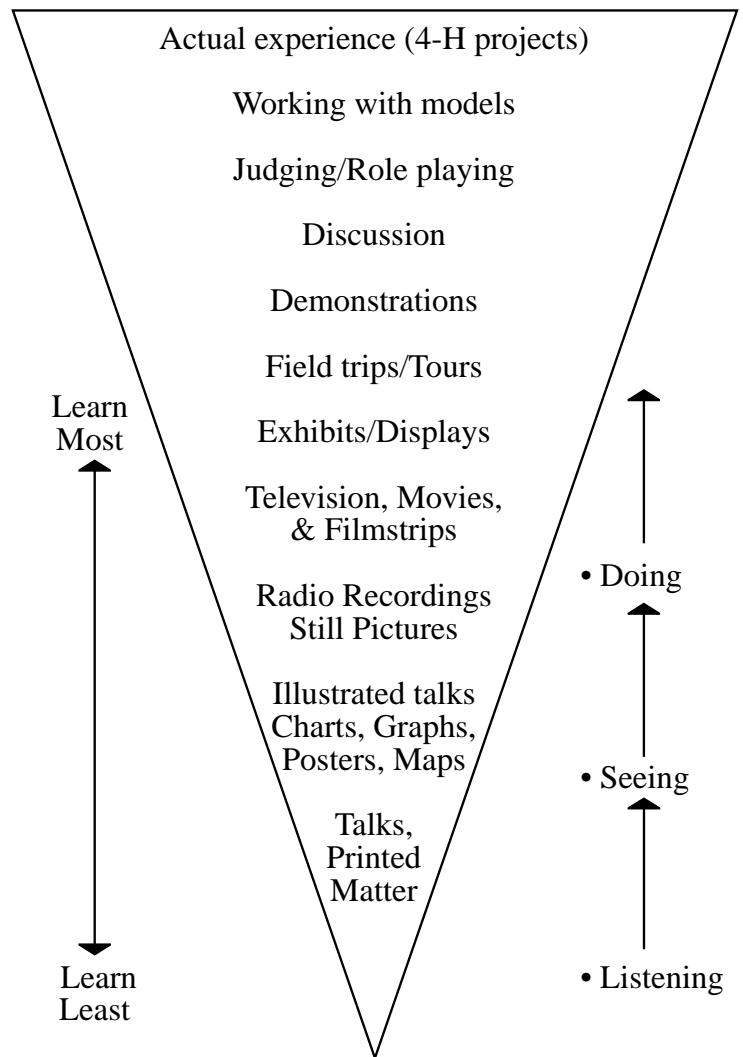 Actual experience (4-H projects)
Working with models
Judging/Role playing
Discussion
Demonstrations
Field trips/Tours
Exhibits/Displays
Television, Movies,
& Filmstrips
Radio Recordings
Still Pictures
Illustrated talks
Charts, Graphs,
Posters, Maps
Talks,
Printed
Matter
Learn
Most
Learn
Least
• Doing
• Seeing
• Listening